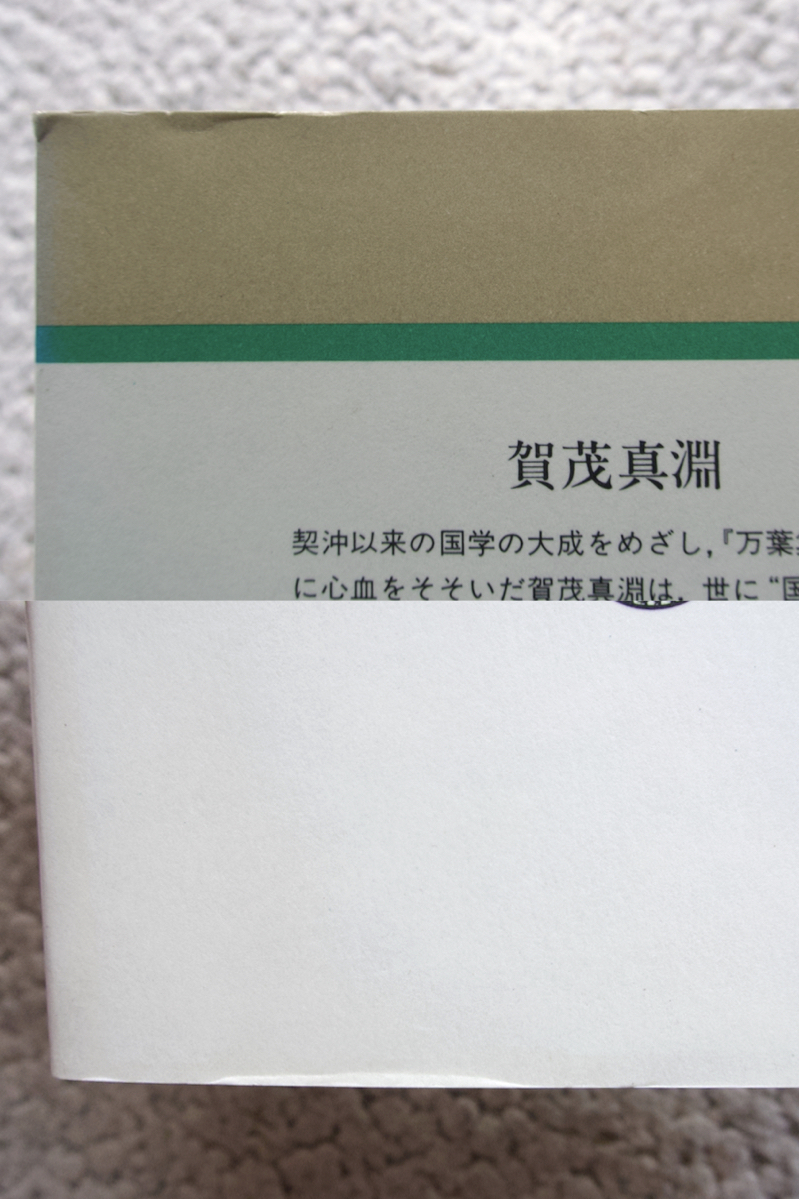 賀茂真淵
契沖以来の国学の大成をめざし,『万葉
に心血をそそいだ賀茂真淵は, 世に“国